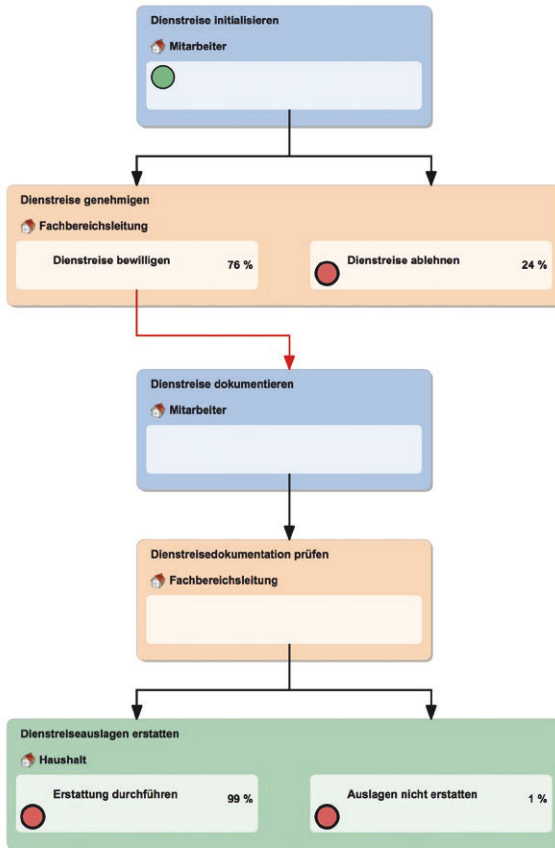 Dienstreise initialisieren
Mitarbeiter
Dienstreise genehmigen
Fachbereichsleitung
Dienstreise bewilligen 76 %
Dienstreise ablehnen 24 %
Dienstreise dokumentieren
Mitarbeiter
Dienstreisedokumentation prüfen
Fachbereichsleitung
Dienstreiseauslagen erstatten
Haushalt
Erstattung durchführen 99 %
Auslagen nicht erstatten 1 %